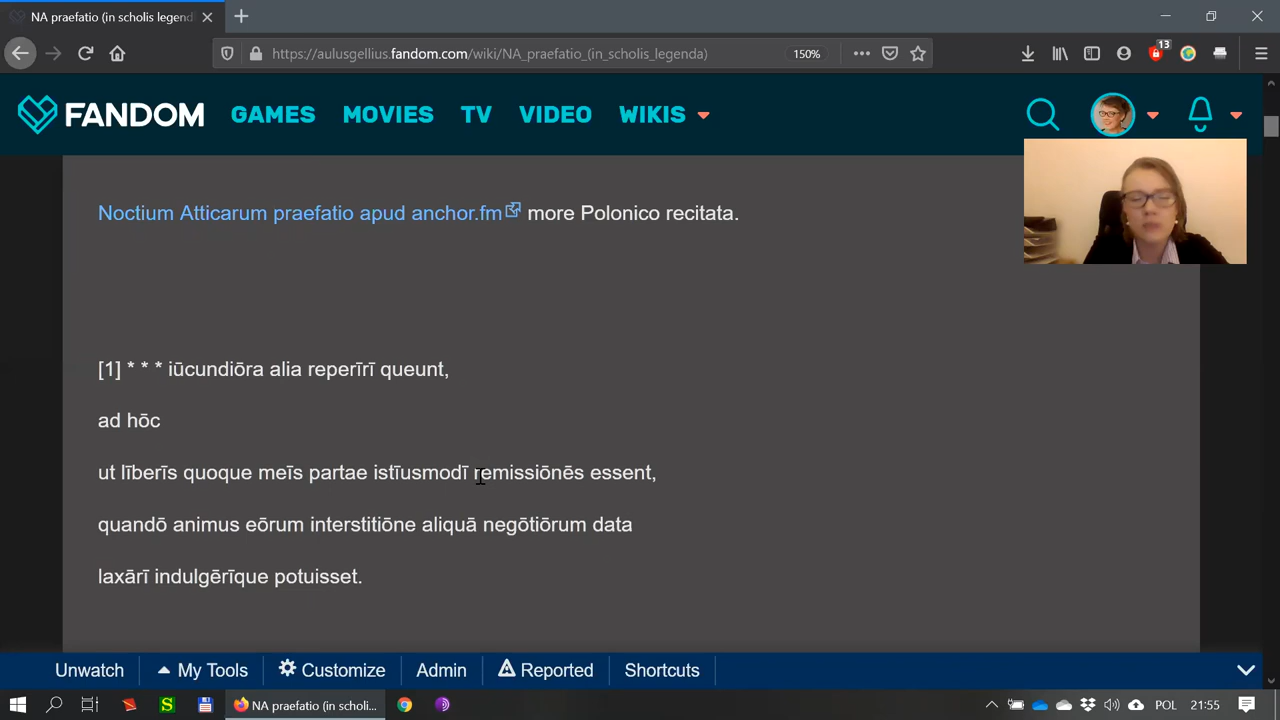 NA praefatio (in scholis legend
https://aulusgellius.fandom.com/wiki/NA_praefatio_(in_scholis_legenda)
150%
13
FANDOM GAMES MOVIES TV VIDEO WIKIS
Noctium Atticarum praefatio apud anchor.fm more Polonico recitata.
[1] * * * iūcundiōra alia reperīrī queunt,
ad hōc
ut līberīs quoque meīs partae istīusmodī remissiōnēs essent,
quandō animus eōrum interstitiōne aliquā negōtiōrum data
laxārī indulgērīque potuisset.
Unwatch My Tools Customize Admin Reported Shortcuts
NA praefatio (in scholi... POL 21:55